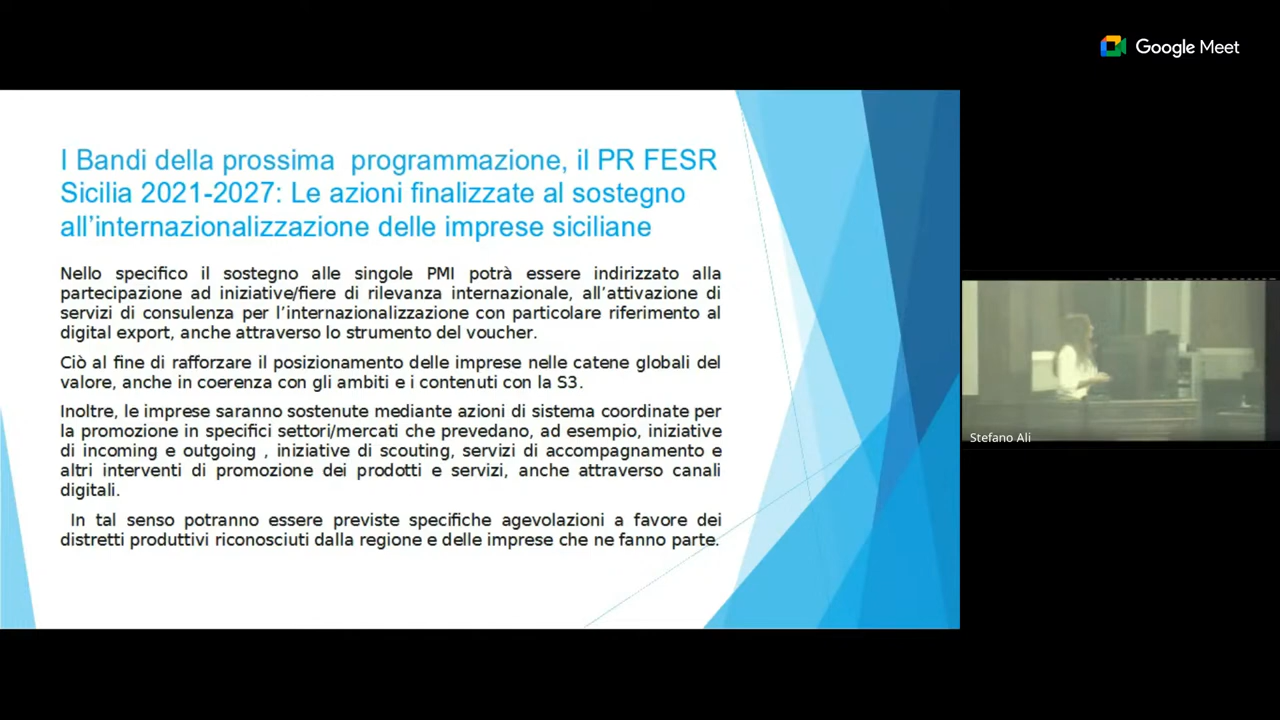 Google Meet
I Bandi della prossima programmazione, il PR FESR
Sicilia 2021-2027: Le azioni finalizzate al sostegno
all’internazionalizzazione delle imprese siciliane
Nello specifico il sostegno alle singole PMI potrà essere indirizzato alla
partecipazione ad iniziative/fiere di rilevanza internazionale, all’attivazione di
servizi di consulenza per l’internazionalizzazione con particolare riferimento al
digital export, anche attraverso lo strumento del voucher.
Ciò al fine di rafforzare il posizionamento delle imprese nelle catene globali del
valore, anche in coerenza con gli ambiti e i contenuti con la S3.
Inoltre, le imprese saranno sostenute mediante azioni di sistema coordinate per
la promozione in specifici settori/mercati che prevedano, ad esempio, iniziative
di incoming e outgoing , iniziative di scouting, servizi di accompagnamento e
altri interventi di promozione dei prodotti e servizi, anche attraverso canali
digitali.
In tal senso potranno essere previste specifiche agevolazioni a favore dei
distretti produttivi riconosciuti dalla regione e delle imprese che ne fanno parte.
Stefano Ali